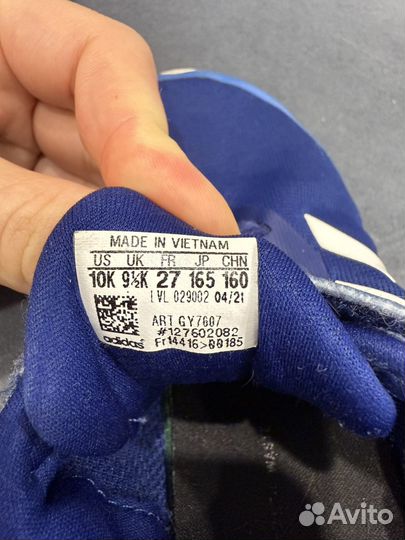 MADE IN VIETNAM
US UK FR JP CHN
10K 9½K 27 165 160
LVL 029002 04/21
ART GY7607
#127602082
adidas Fr14416>00185
MAS
Avito